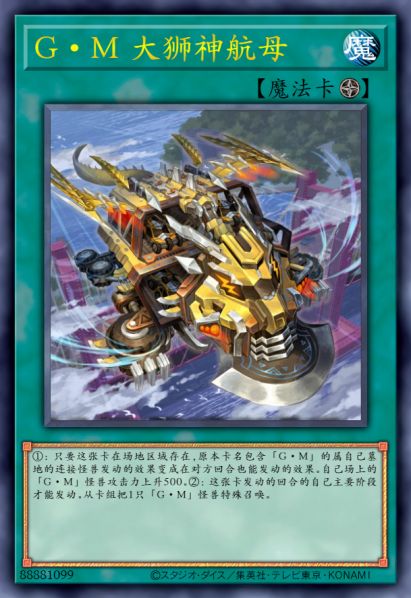 G・M 大狮神航母
魔
【魔法卡】
①：只要这张卡在场地区域存在，原本卡名包含「G・M」的属自己墓
地的连接怪兽发动的效果变成在对方回合也能发动的效果。自己场上的
「G・M」怪兽攻击力上升500。②：这张卡发动的回合的自己主要阶段
才能发动。从卡组把1只「G・M」怪兽特殊召唤。
88881099
©スタジオ・ダイス／集英社・テレビ東京・KONAMI